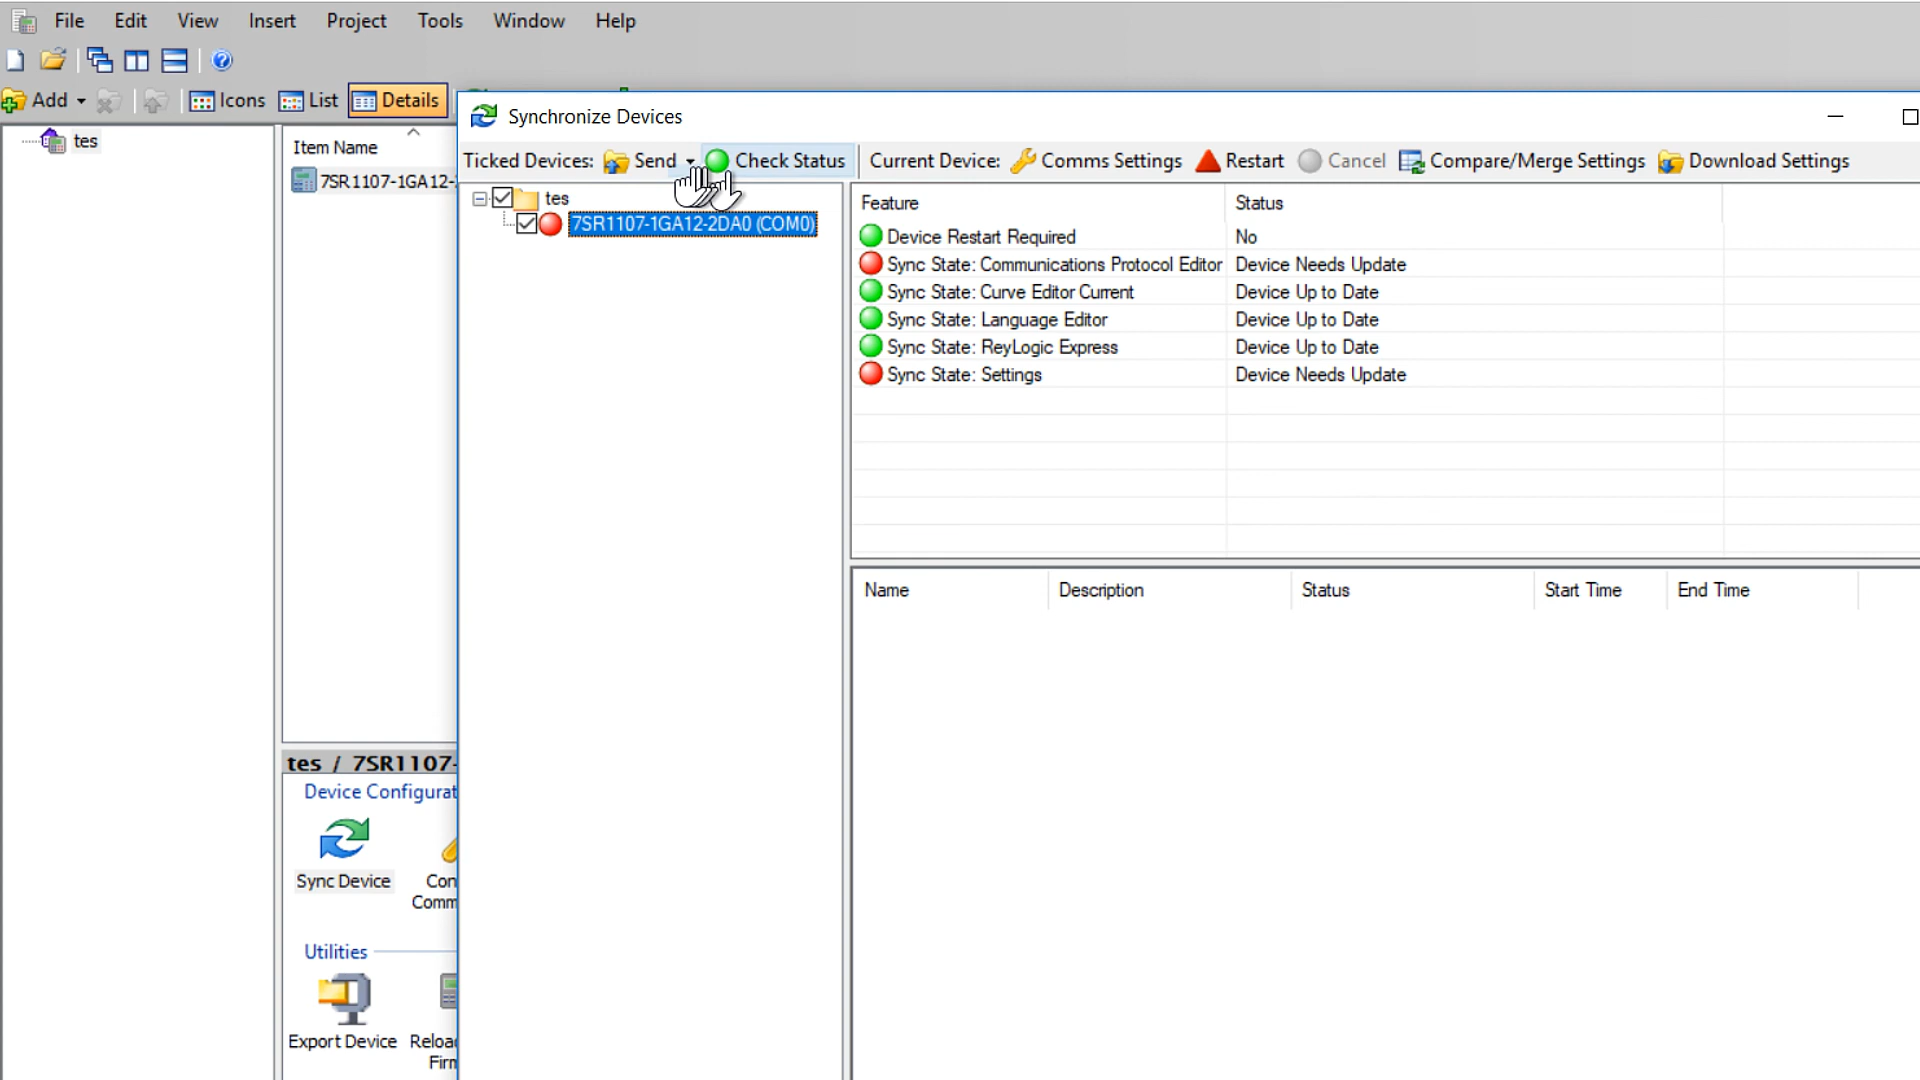 File Edit View Insert Project Tools Window Help
Add Icons List Details
tes
Item Name
7SR1107-1GA12-
Synchronize Devices
Ticked Devices: Send Check Status Current Device: Comms Settings Restart Cancel Compare/Merge Settings Download Settings
tes
7SR1107-1GA12-2DA0 (COM0)
Feature Status
Device Restart Required No
Sync State: Communications Protocol Editor Device Needs Update
Sync State: Curve Editor Current Device Up to Date
Sync State: Language Editor Device Up to Date
Sync State: ReyLogic Express Device Up to Date
Sync State: Settings Device Needs Update
Name Description Status Start Time End Time
tes / 7SR1107-
Device Configurat
Sync Device
Con
Comm
Utilities
Export Device
Reloa
Firm